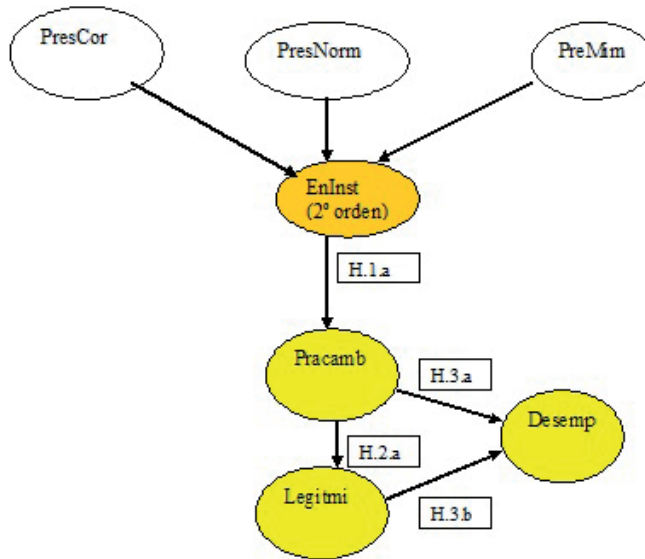 PresCor
PresNorm
PreMim
EnInst
(2º orden)
H.1.a
Pracamb
H.3.a
Desemp
H.2.a
Legitmi
H.3.b